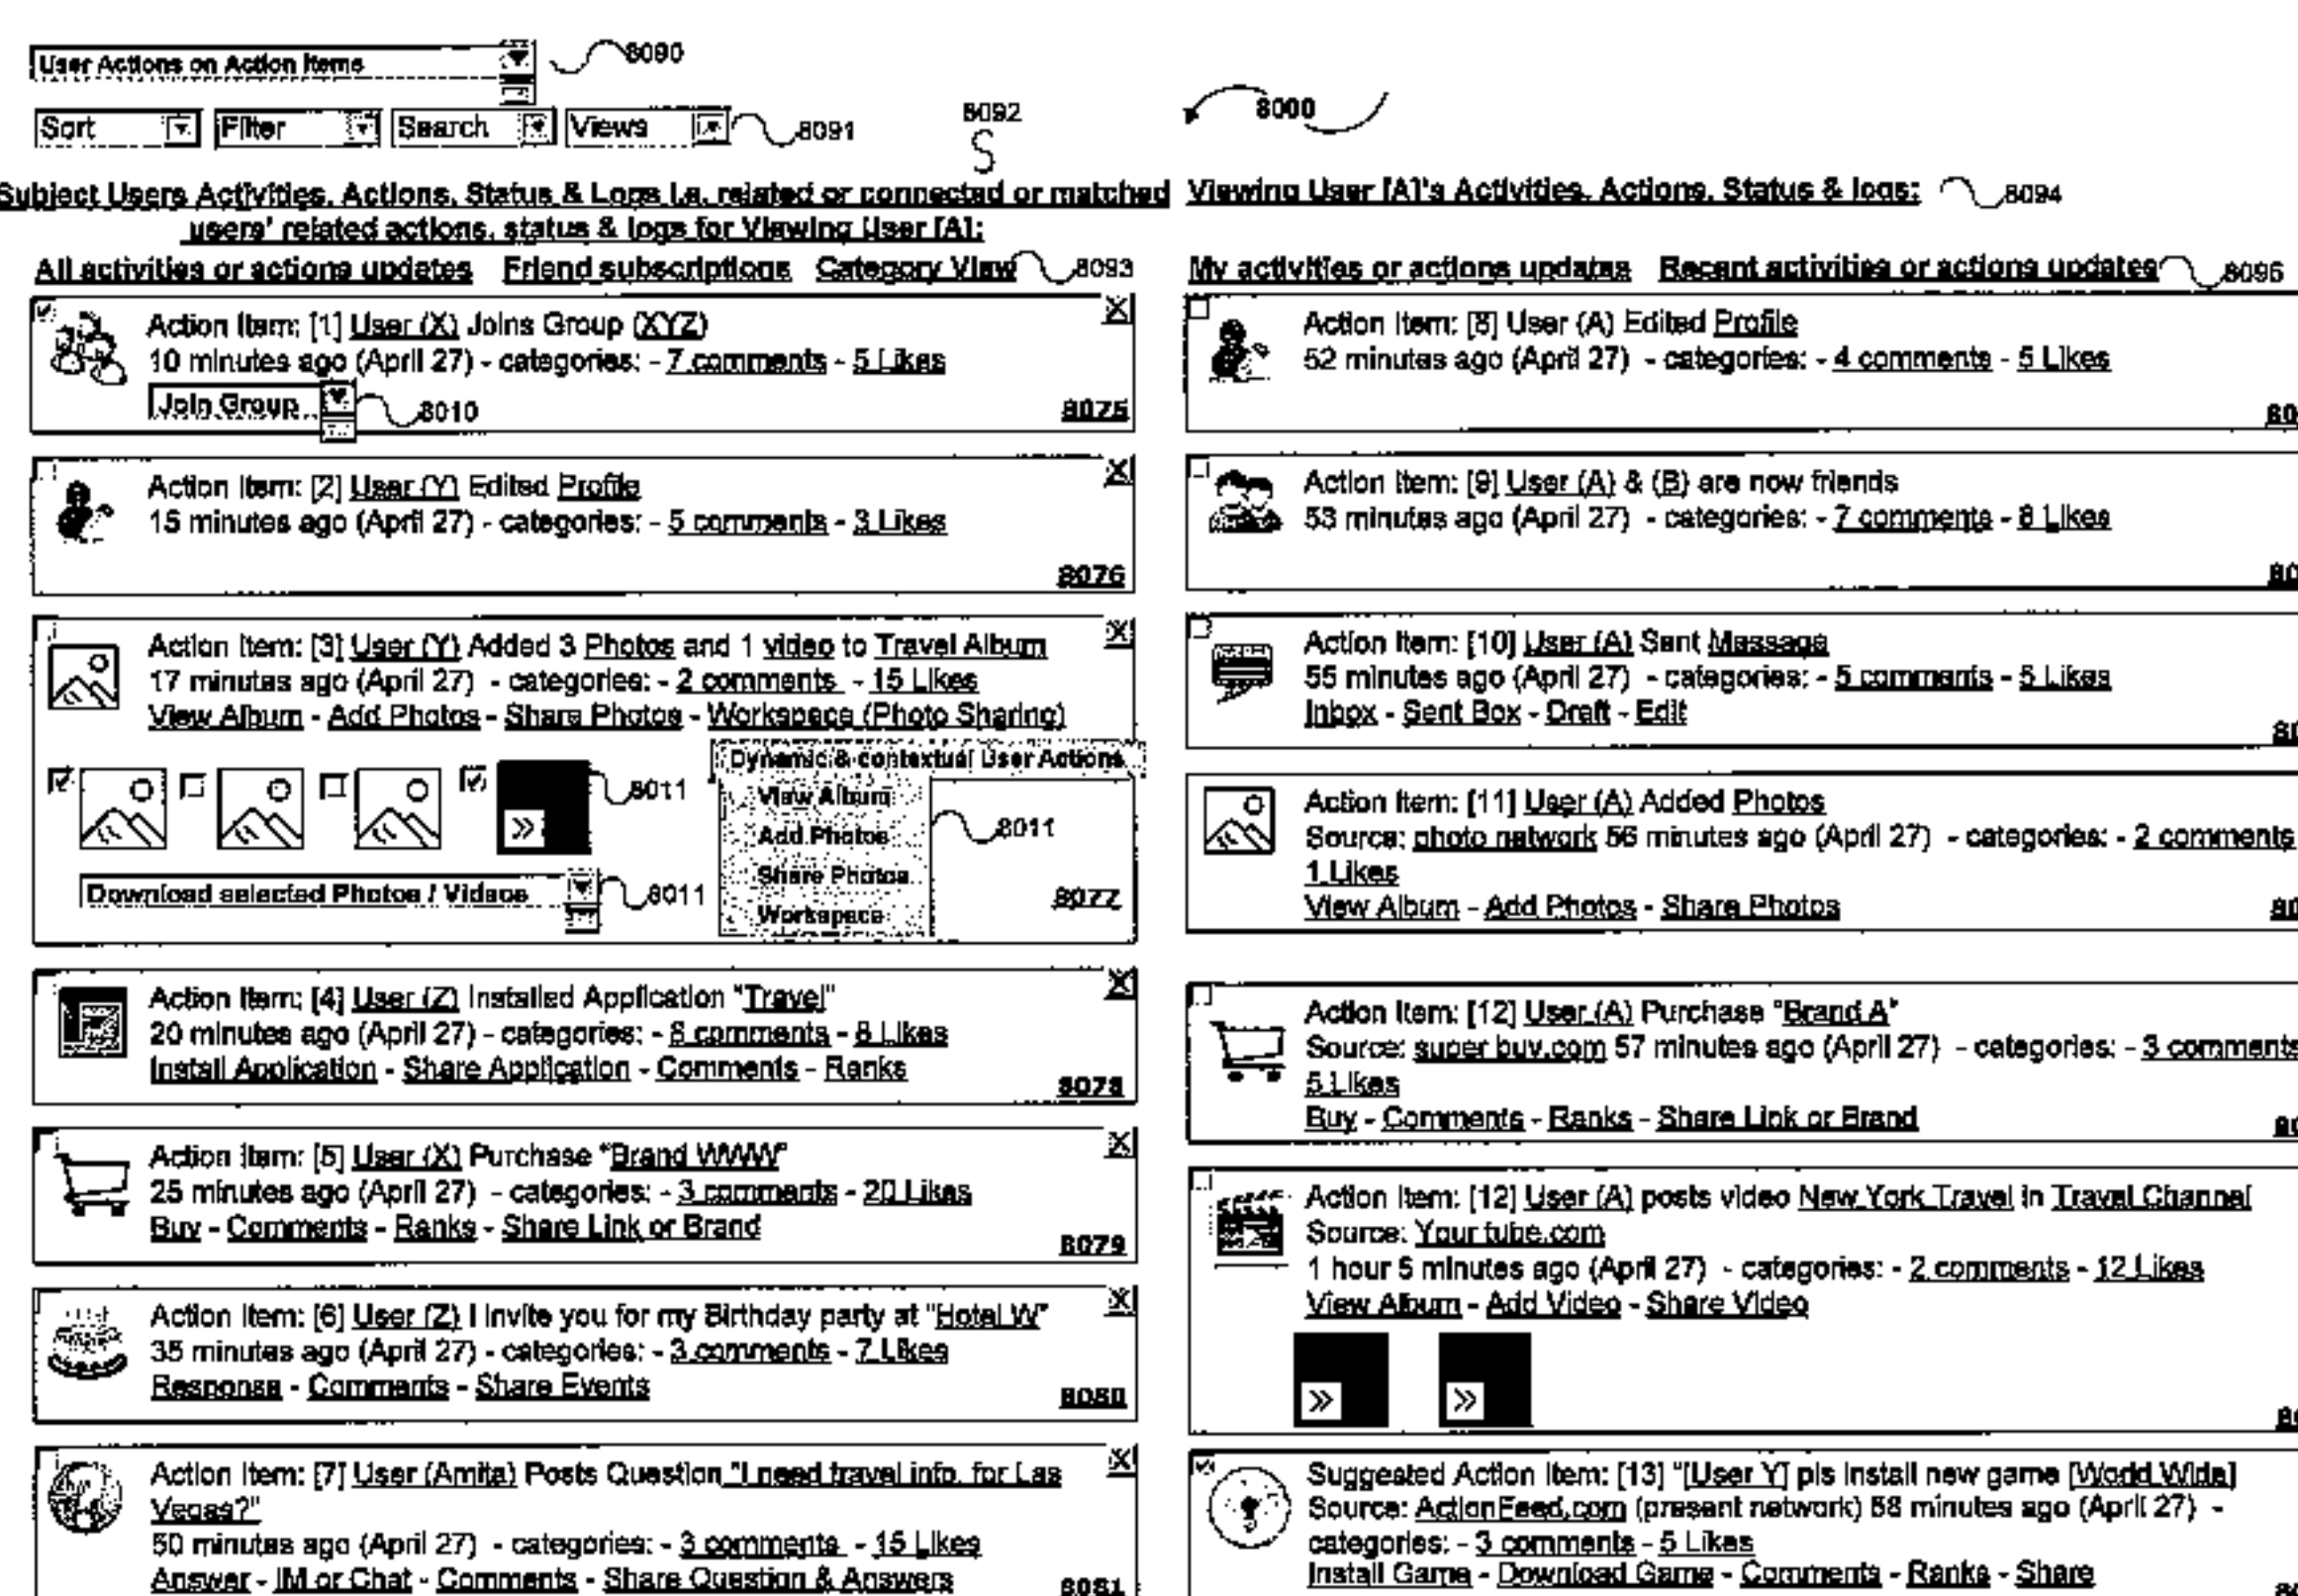 User Actions on Action Items
8090
Sort Filter Search Views
8091
8092
8000
Subject Users Activities, Actions, Status & Logs i.e. related or connected or matched
users' related actions, status & logs for Viewing User [A]:
All activities or actions updates Friend subscriptions Category View
8093
Action Item: [1] User (X) Joins Group (XYZ)
10 minutes ago (April 27) - categories: - 7 comments - 5 Likes
Join Group
8010
8075
Action Item: [2] User (Y) Edited Profile
15 minutes ago (April 27) - categories: - 5 comments - 3 Likes
8076
Action Item: [3] User (Y) Added 3 Photos and 1 video to Travel Album
17 minutes ago (April 27) - categories: - 2 comments - 15 Likes
View Album - Add Photos - Share Photos - Workspace (Photo Sharing)
Dynamic & contextual User Actions
View Album
Add Photos
Share Photos
Workspace
8011
8011
Download selected Photos / Videos
8011
8077
Action Item: [4] User (Z) Installed Application "Travel"
20 minutes ago (April 27) - categories: - 8 comments - 8 Likes
Install Application - Share Application - Comments - Ranks
8078
Action Item: [5] User (X) Purchase "Brand WWW"
25 minutes ago (April 27) - categories: - 3 comments - 20 Likes
Buy - Comments - Ranks - Share Link or Brand
8079
Action Item: [6] User (Z) I invite you for my Birthday party at "Hotel W"
35 minutes ago (April 27) - categories: - 3 comments - 7 Likes
Response - Comments - Share Events
8080
Action Item: [7] User (Amita) Posts Question "I need travel info. for Las
Vegas?"
50 minutes ago (April 27) - categories: - 3 comments - 15 Likes
Answer - IM or Chat - Comments - Share Question & Answers
8081
Viewing User [A]'s Activities, Actions, Status & logs:
8094
My activities or actions updates Recent activities or actions updates
8095
Action Item: [8] User (A) Edited Profile
52 minutes ago (April 27) - categories: - 4 comments - 5 Likes
Action Item: [9] User (A) & (B) are now friends
53 minutes ago (April 27) - categories: - 7 comments - 8 Likes
Action Item: [10] User (A) Sent Message
55 minutes ago (April 27) - categories: - 5 comments - 5 Likes
Inbox - Sent Box - Draft - Edit
Action Item: [11] User (A) Added Photos
Source: photo network 56 minutes ago (April 27) - categories: - 2 comments
1 Likes
View Album - Add Photos - Share Photos
Action Item: [12] User (A) Purchase "Brand A"
Source: super buy.com 57 minutes ago (April 27) - categories: - 3 comments
5 Likes
Buy - Comments - Ranks - Share Link or Brand
Action Item: [12] User (A) posts video New York Travel in Travel Channel
Source: Your tube.com
1 hour 5 minutes ago (April 27) - categories: - 2 comments - 12 Likes
View Album - Add Video - Share Video
Suggested Action Item: [13] "[User Y] pls install new game [World Wide]
Source: ActionFeed.com (present network) 58 minutes ago (April 27) -
categories: - 3 comments - 5 Likes
Install Game - Download Game - Comments - Ranks - Share